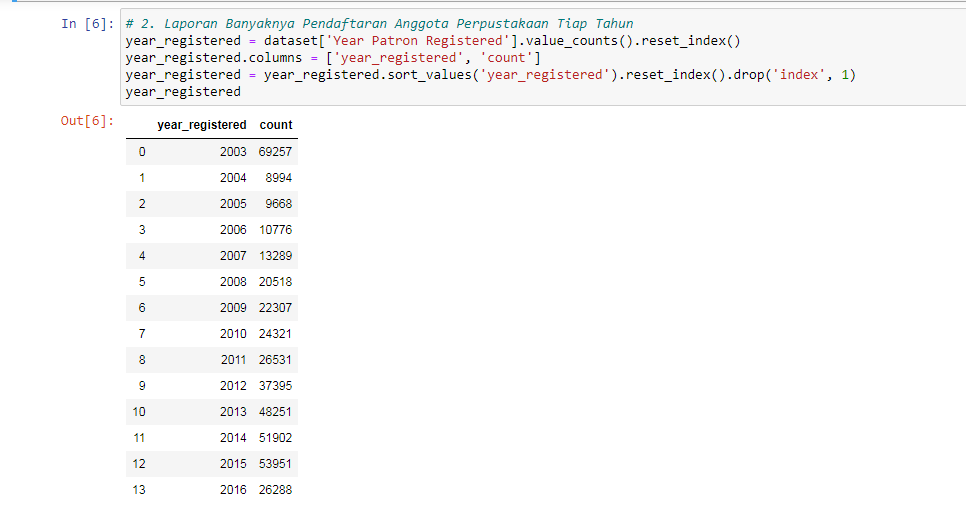 In [6]: # 2. Laporan Banyaknya Pendaftaran Anggota Perpustakaan Tiap Tahun
year_registered = dataset['Year Patron Registered'].value_counts().reset_index()
year_registered.columns = ['year_registered', 'count']
year_registered = year_registered.sort_values('year_registered').reset_index().drop('index', 1)
year_registered
Out[6]:
year_registered count
0 2003 69257
1 2004 8994
2 2005 9668
3 2006 10776
4 2007 13289
5 2008 20518
6 2009 22307
7 2010 24321
8 2011 26531
9 2012 37395
10 2013 48251
11 2014 51902
12 2015 53951
13 2016 26288